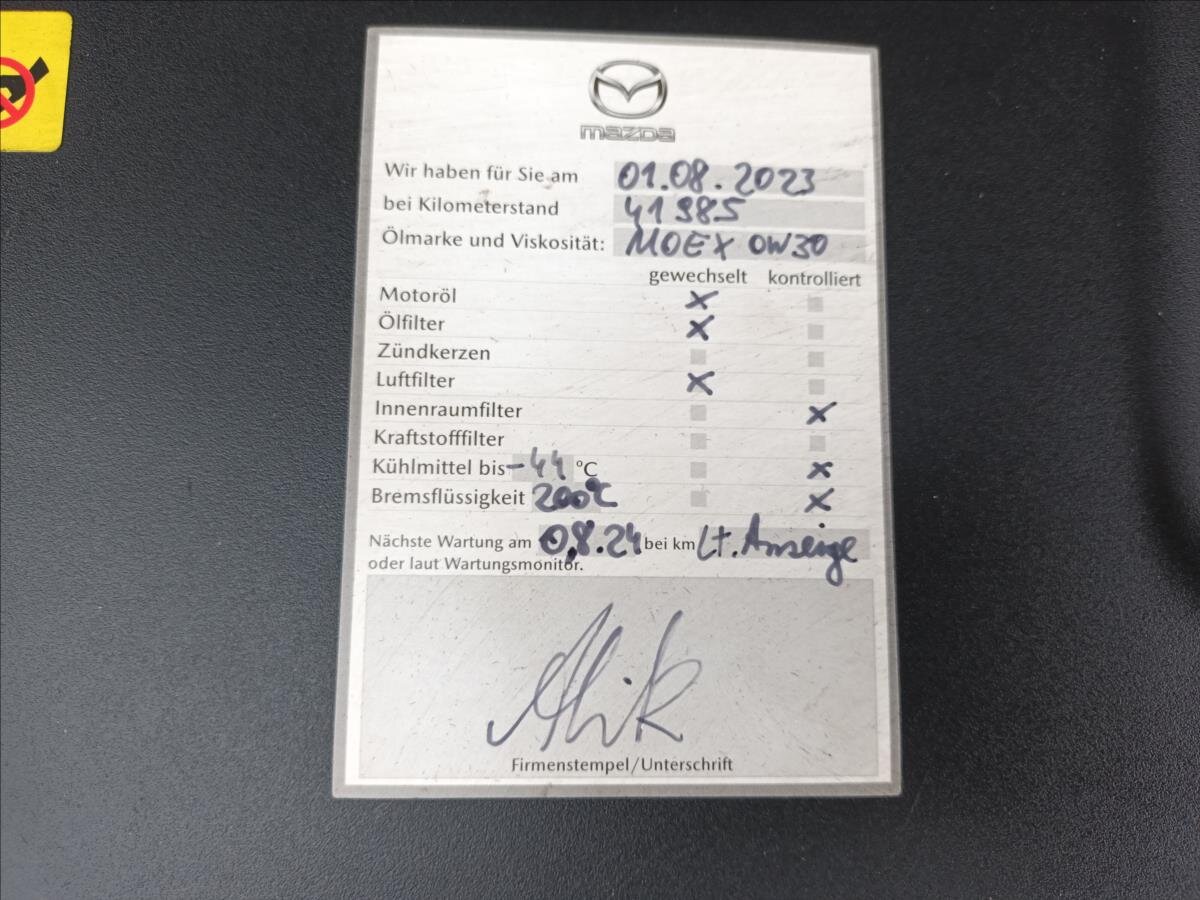 mazda
Wir haben für Sie am 01.08.2023
bei Kilometerstand 41985
Ölmarke und Viskosität: MOEX 0W30
gewechselt kontrolliert
Motoröl X
Ölfilter X
Zündkerzen
Luftfilter X
Innenraumfilter X
Kraftstofffilter
Kühlmittel bis -44 °C X
Bremsflüssigkeit 200°C X
Nächste Wartung am 0,8.24 bei km Lt. Anzeige
oder laut Wartungsmonitor.
Firmenstempel/Unterschrift